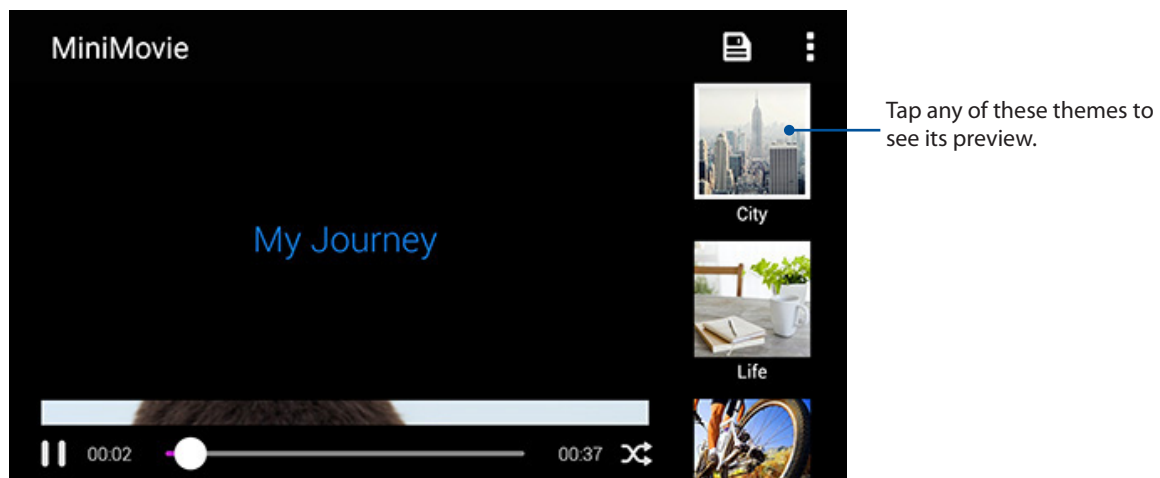 MiniMovie
My Journey
City
Life
00:02
00:37
Tap any of these themes to
see its preview.